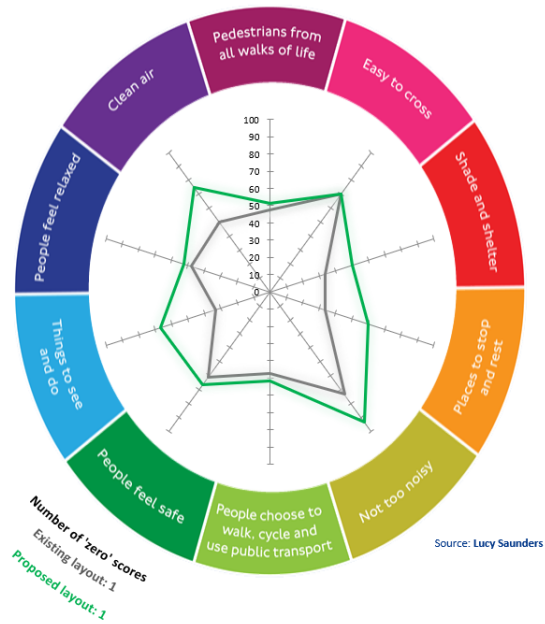 Pedestrians from
all walks of life
Easy to cross
Shade and shelter
Places to stop
and rest
Not too noisy
People choose to
walk, cycle and
use public transport
People feel safe
Things to see
and do
People feel relaxed
Clean air
100
90
80
70
60
50
40
30
20
10
0
Number of 'zero' scores
Existing layout: 1
Proposed layout: 1
Source: Lucy Saunders